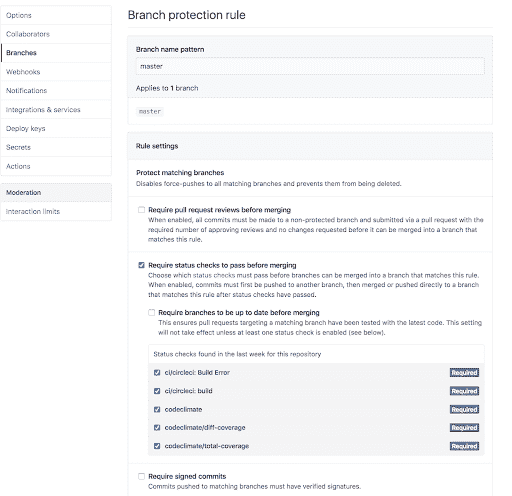 Options
Collaborators
Branches
Webhooks
Notifications
Integrations & services
Deploy keys
Secrets
Actions
Moderation
Interaction limits
Branch protection rule
Branch name pattern
master
Applies to 1 branch
master
Rule settings
Protect matching branches
Disables force-pushes to all matching branches and prevents them from being deleted.
Require pull request reviews before merging
When enabled, all commits must be made to a non-protected branch and submitted via a pull request with the
required number of approving reviews and no changes requested before it can be merged into a branch that
matches this rule.
Require status checks to pass before merging
Choose which status checks must pass before branches can be merged into a branch that matches this rule.
When enabled, commits must first be pushed to another branch, then merged or pushed directly to a branch
that matches this rule after status checks have passed.
Require branches to be up to date before merging
This ensures pull requests targeting a matching branch have been tested with the latest code. This setting
will not take effect unless at least one status check is enabled (see below).
Status checks found in the last week for this repository
ci/circleci: Build Error Required
ci/circleci: build Required
codeclimate Required
codeclimate/diff-coverage Required
codeclimate/total-coverage Required
Require signed commits
Commits pushed to matching branches must have verified signatures.